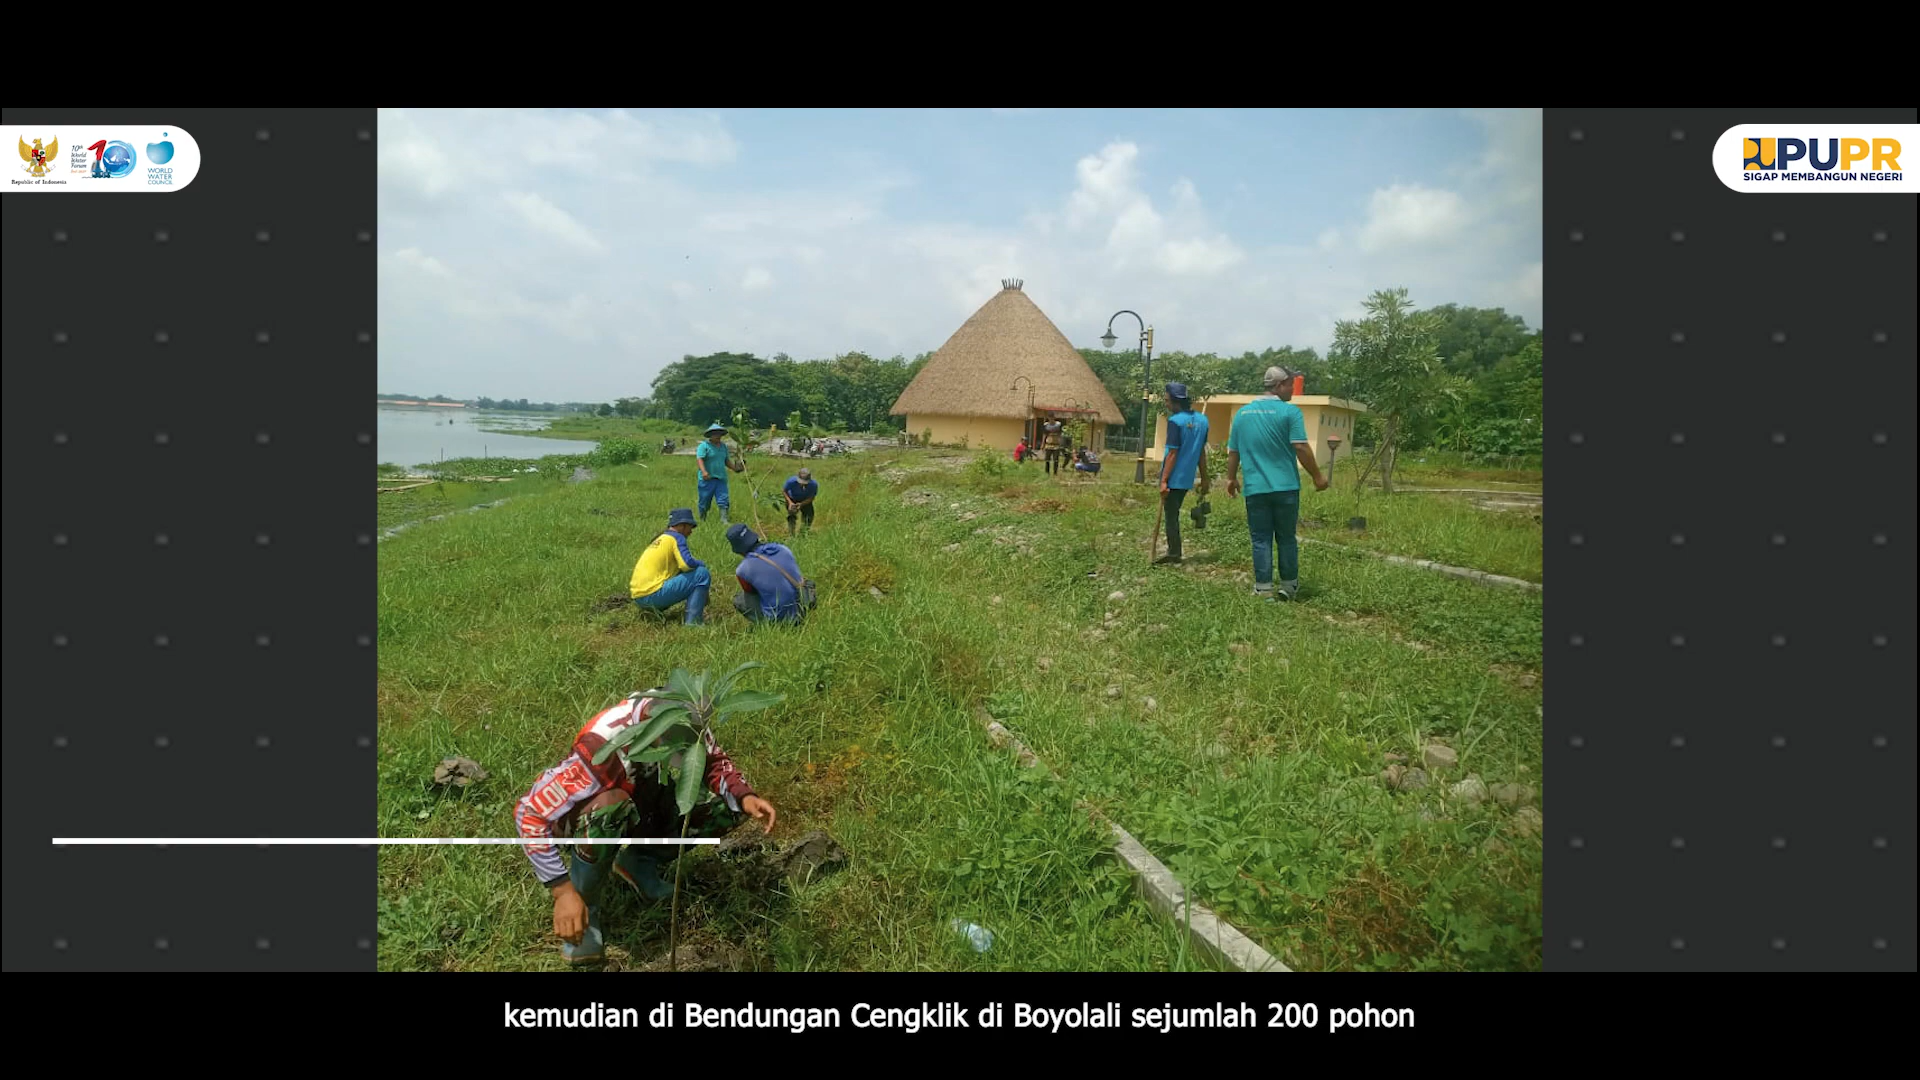 Republic of Indonesia
10th
World
Water
Forum
10
WORLD
WATER
COUNCIL
PUPR
SIGAP MEMBANGUN NEGERI
kemudian di Bendungan Cengklik di Boyolali sejumlah 200 pohon